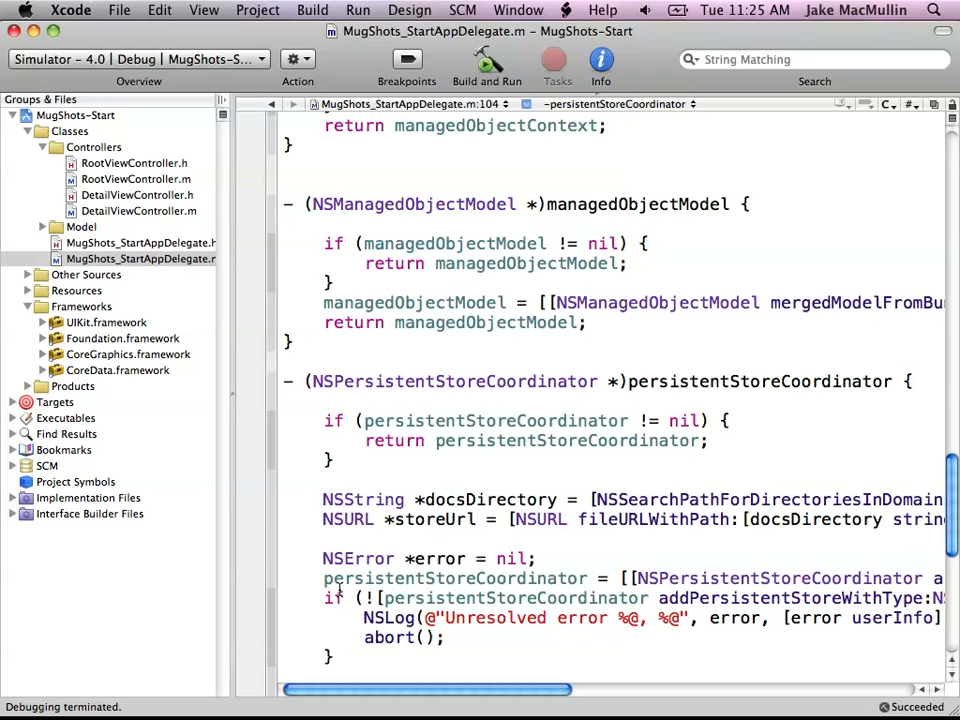 Xcode File Edit View Project Build Run Design SCM Window Help Tue 11:25 AM Jake MacMullin
MugShots_StartAppDelegate.m - MugShots-Start
Simulator - 4.0 | Debug | MugShots-S... String Matching
Overview Action Breakpoints Build and Run Tasks Info Search
Groups & Files
MugShots-Start
Classes
Controllers
RootViewController.h
RootViewController.m
DetailViewController.h
DetailViewController.m
Model
MugShots_StartAppDelegate.h
MugShots_StartAppDelegate.m
Other Sources
Resources
Frameworks
UIKit.framework
Foundation.framework
CoreGraphics.framework
CoreData.framework
Products
Targets
Executables
Find Results
Bookmarks
SCM
Project Symbols
Implementation Files
Interface Builder Files
MugShots_StartAppDelegate.m:104 -persistentStoreCoordinator C #
return managedObjectContext;
}
- (NSManagedObjectModel *)managedObjectModel {
if (managedObjectModel != nil) {
return managedObjectModel;
}
managedObjectModel = [[NSManagedObjectModel mergedModelFromBu
return managedObjectModel;
}
- (NSPersistentStoreCoordinator *)persistentStoreCoordinator {
if (persistentStoreCoordinator != nil) {
return persistentStoreCoordinator;
}
NSString *docsDirectory = [NSSearchPathForDirectoriesInDomain
NSURL *storeUrl = [NSURL fileURLWithPath:[docsDirectory strin
NSError *error = nil;
persistentStoreCoordinator = [[NSPersistentStoreCoordinator a
if (![persistentStoreCoordinator addPersistentStoreWithType:NS
NSLog(@"Unresolved error %@, %@", error, [error userInfo]
abort();
}
Debugging terminated. Succeeded